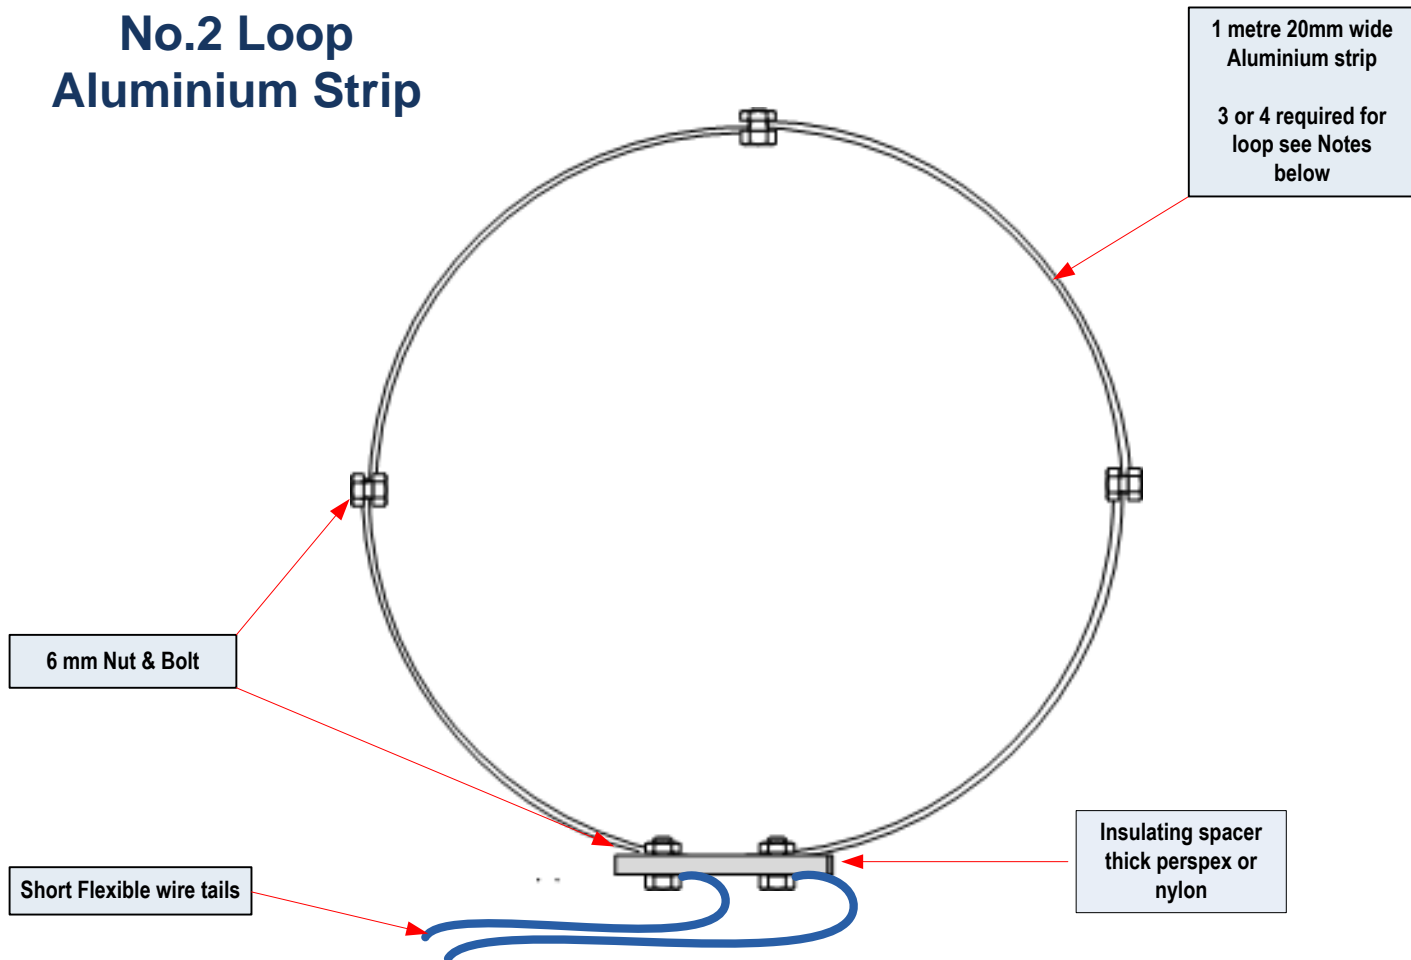 No.2 Loop
Aluminium Strip
1 metre 20mm wide
Aluminium strip
3 or 4 required for
loop see Notes
below
6 mm Nut & Bolt
Insulating spacer
thick perspex or
nylon
Short Flexible wire tails